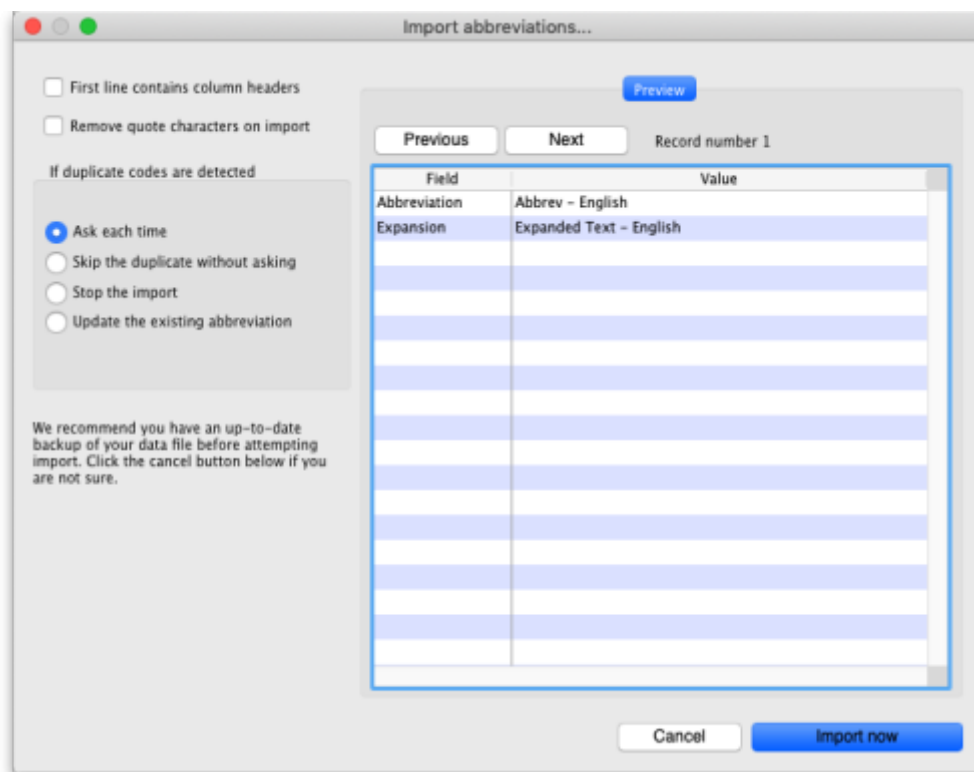 Import abbreviations...
First line contains column headers
Remove quote characters on import
If duplicate codes are detected
Ask each time
Skip the duplicate without asking
Stop the import
Update the existing abbreviation
We recommend you have an up-to-date
backup of your data file before attempting
import. Click the cancel button below if you
are not sure.
Preview
Previous Next Record number 1
Field Value
Abbreviation Abbrev – English
Expansion Expanded Text – English
Cancel Import now